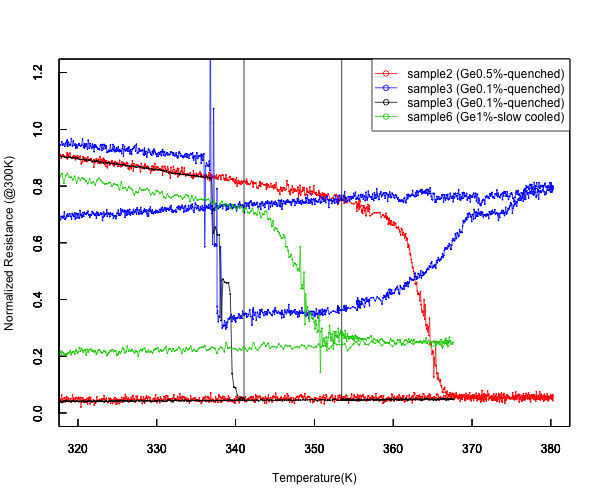 sample2 (Ge0.5%-quenched)
sample3 (Ge0.1%-quenched)
sample3 (Ge0.1%-quenched)
sample6 (Ge1%-slow cooled)
Normalized Resistance (@300K)
1.2
1.0
0.8
0.6
0.4
0.2
0.0
320 330 340 350 360 370 380
Temperature(K)